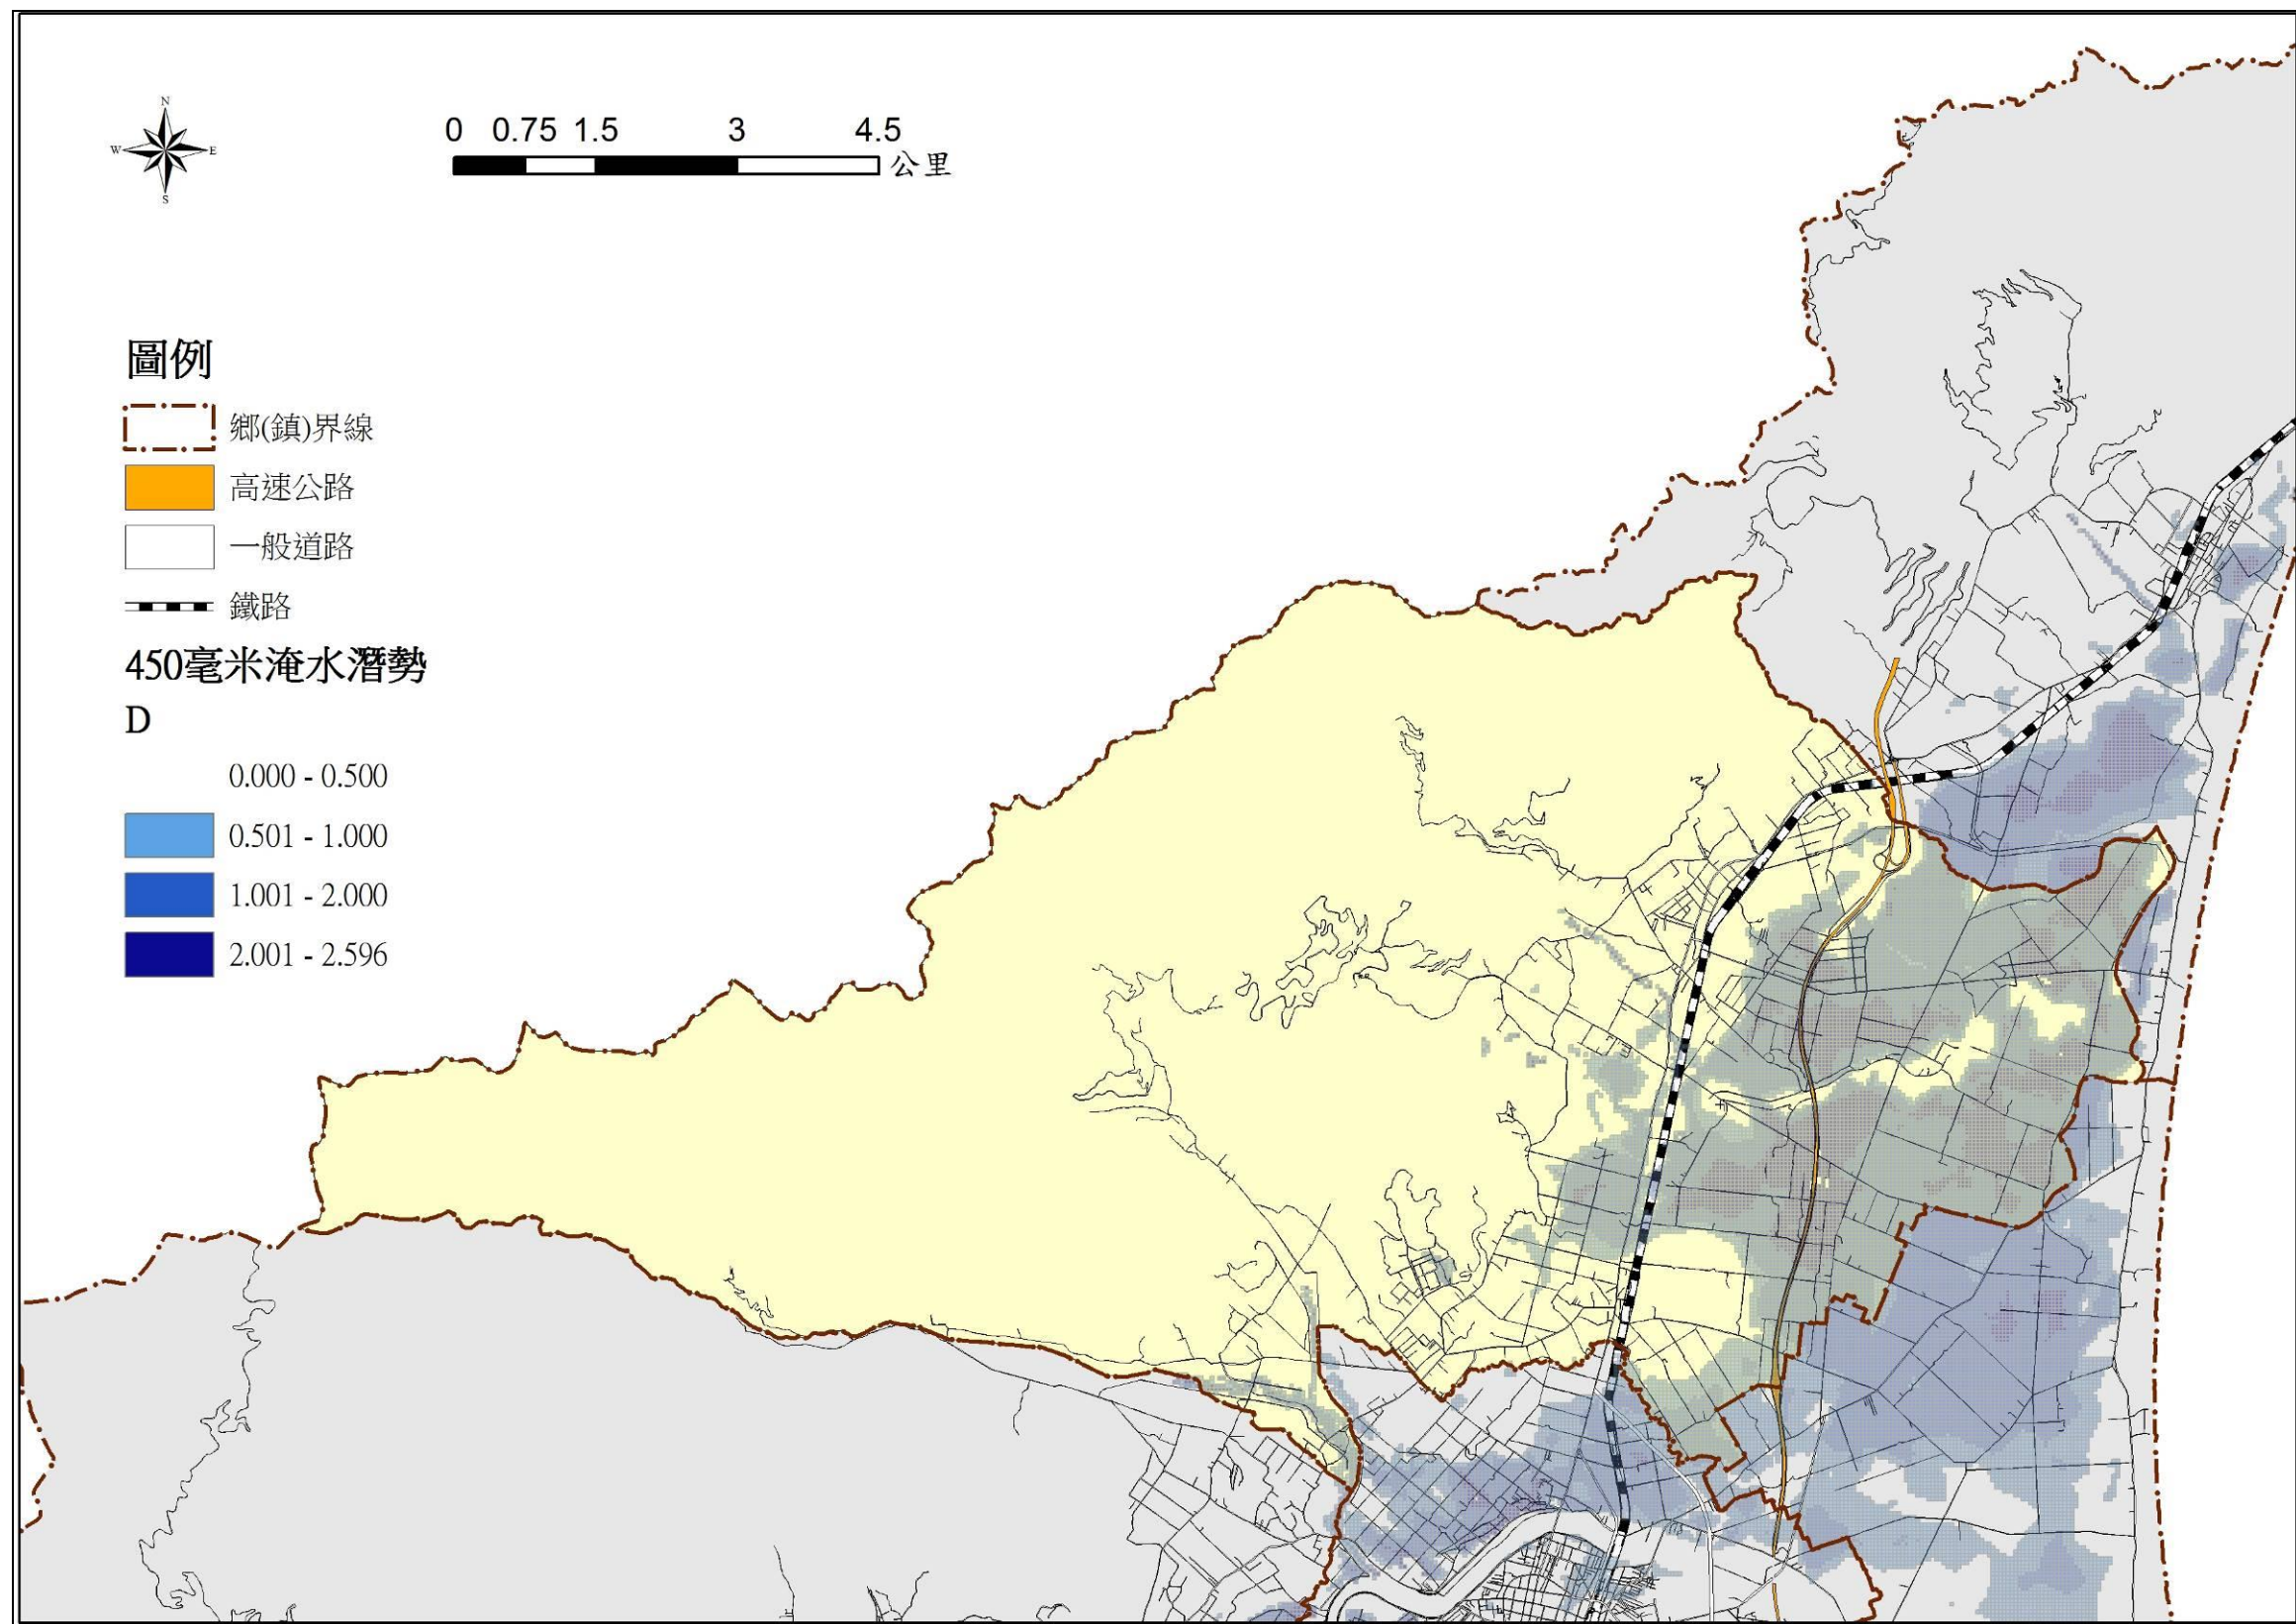 N
W
E
S
0 0.75 1.5 3 4.5
公里
圖例
鄉(鎮)界線
高速公路
一般道路
鐵路
450毫米淹水潛勢
D
0.000 - 0.500
0.501 - 1.000
1.001 - 2.000
2.001 - 2.596